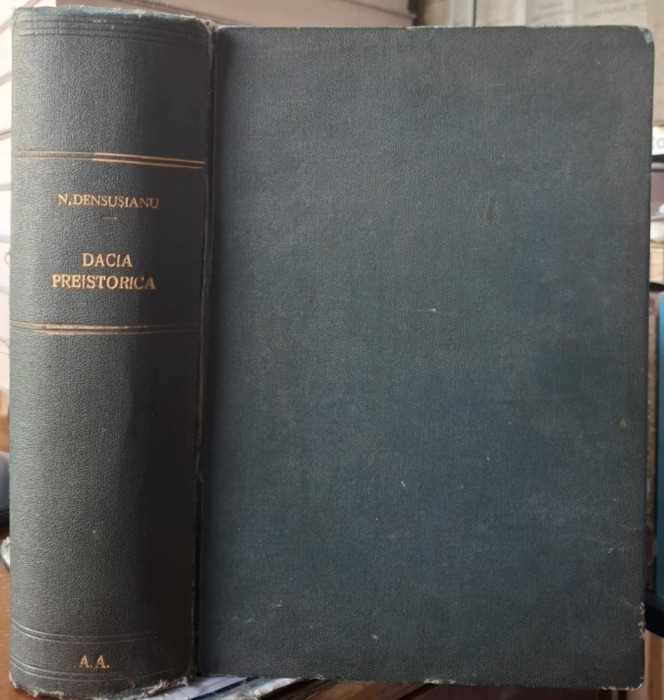 N. DENSUȘIANU
DACIA
PREISTORICA
A.A.